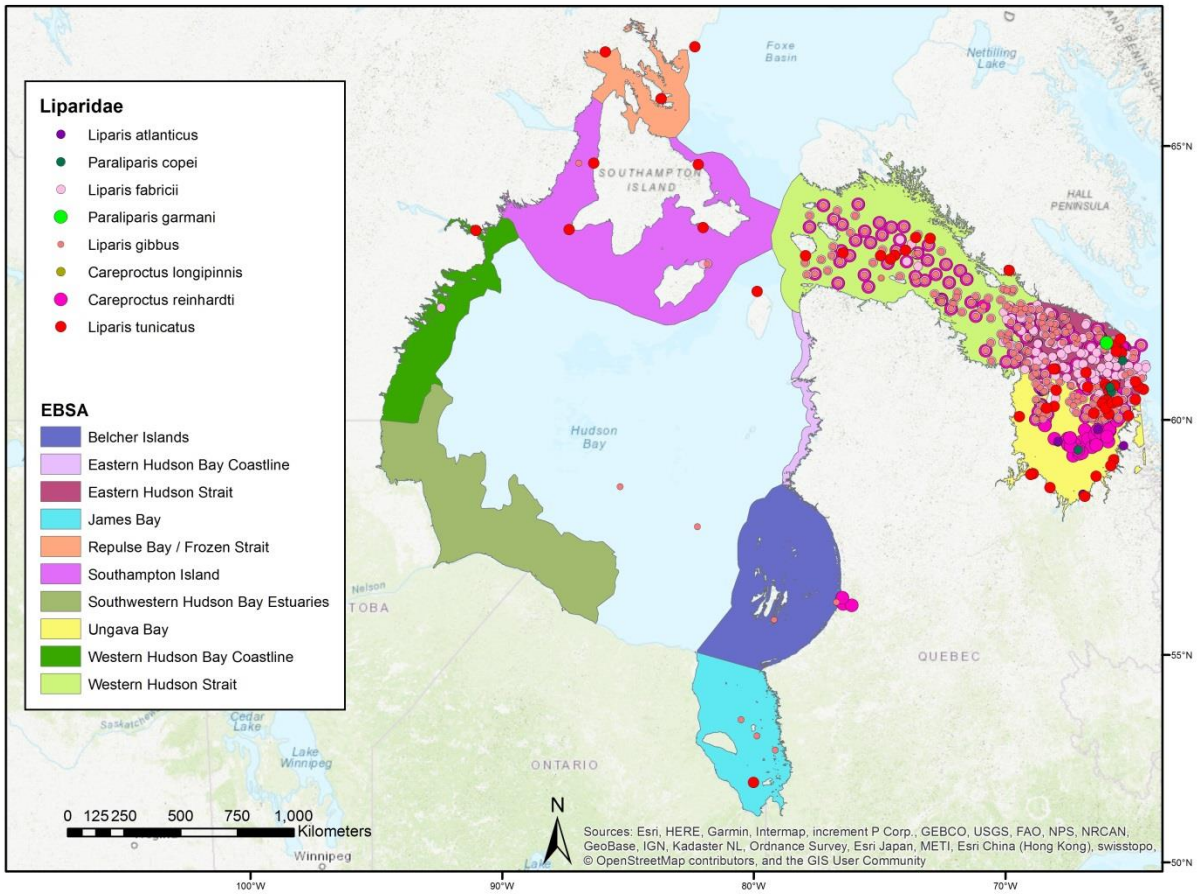 Liparidae
Liparis atlanticus
Paraliparis copei
Liparis fabricii
Paraliparis garmani
Liparis gibbus
Careproctus longipinnis
Careproctus reinhardti
Liparis tunicatus
EBSA
Belcher Islands
Eastern Hudson Bay Coastline
Eastern Hudson Strait
James Bay
Repulse Bay / Frozen Strait
Southampton Island
Southwestern Hudson Bay Estuaries
Ungava Bay
Western Hudson Bay Coastline
Western Hudson Strait
Foxe
Basin
Nettilling
Lake
D
PENINSULA
65°N
SOUTHAMPTON
ISLAND
HALL
PENINSULA
60°N
Hudson
Bay
Nelson
TOBA
55°N
QUEBEC
Saskatchew
Cedar
Lake
Lake
Winnipeg
ONTARIO
0 125 250 500 750 1,000
Kilometers
N
Winnipeg
Lake
Sources: Esri, HERE, Garmin, Intermap, increment P Corp., GEBCO, USGS, FAO, NPS, NRCAN,
GeoBase, IGN, Kadaster NL, Ordnance Survey, Esri Japan, METI, Esri China (Hong Kong), swisstopo,
© OpenStreetMap contributors, and the GIS User Community
50°N
100°W 90°W 80°W 70°W